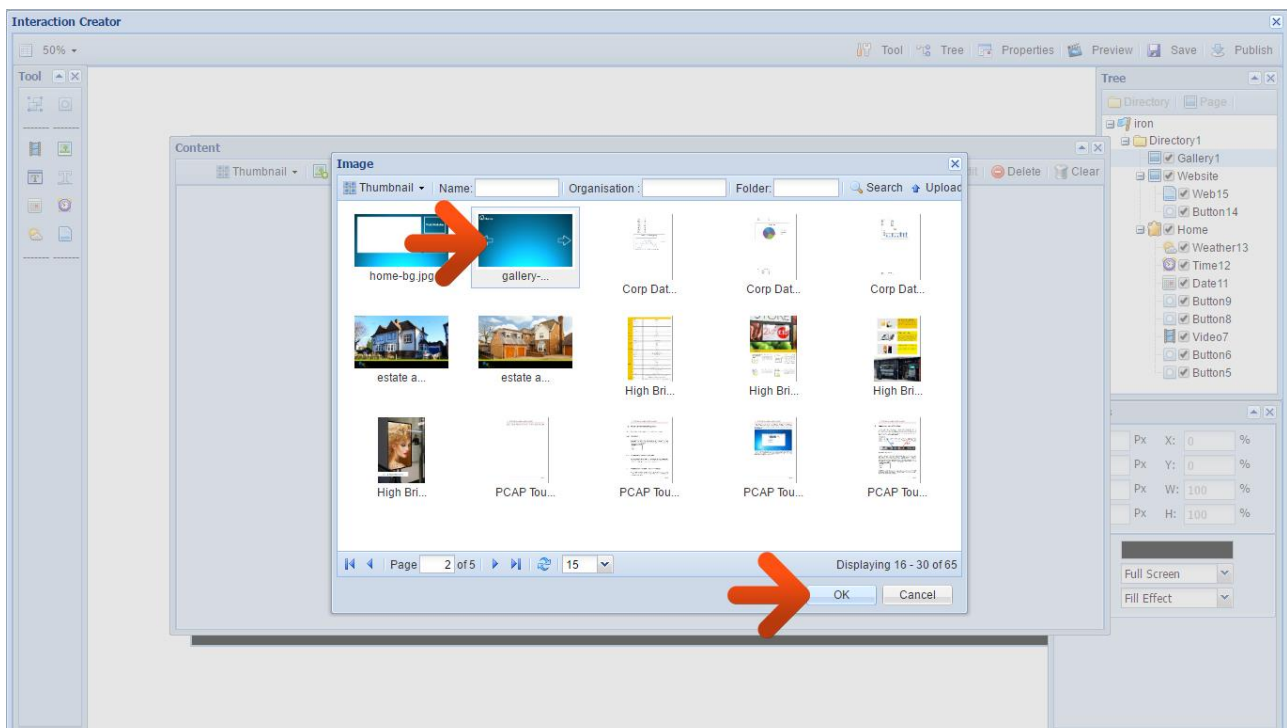 Interaction Creator
50%
Tool Tree Properties Preview Save Publish
Tool
Tree
Directory Page
iron
Directory1
Gallery1
Website
Web15
Button14
Home
Weather13
Time12
Date11
Button9
Button8
Video7
Button6
Button5
Content
Thumbnail
Delete Clear
Image
Thumbnail Name: Organisation : Folder: Search Upload
home-bg.jpg
gallery-...
Corp Dat...
Corp Dat...
Corp Dat...
estate a...
estate a...
High Bri...
High Bri...
High Bri...
High Bri...
PCAP Tou...
PCAP Tou...
PCAP Tou...
PCAP Tou...
Page 2 of 5 15 Displaying 16 - 30 of 65
OK Cancel
Px X: 0 %
Px Y: 0 %
Px W: 100 %
Px H: 100 %
Full Screen
Fill Effect